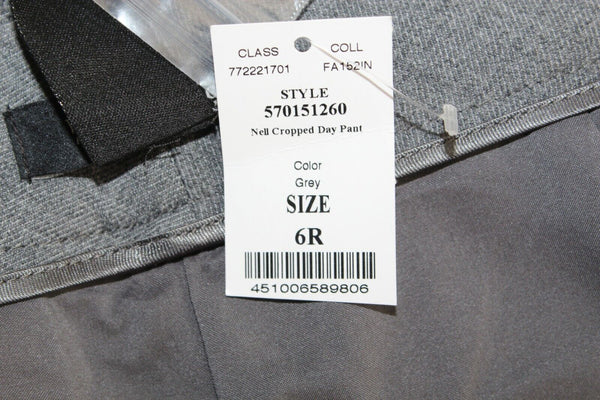 CLASS COLL
772221701 FA152IN
STYLE
570151260
Nell Cropped Day Pant
Color
Grey
SIZE
6R
451006589806